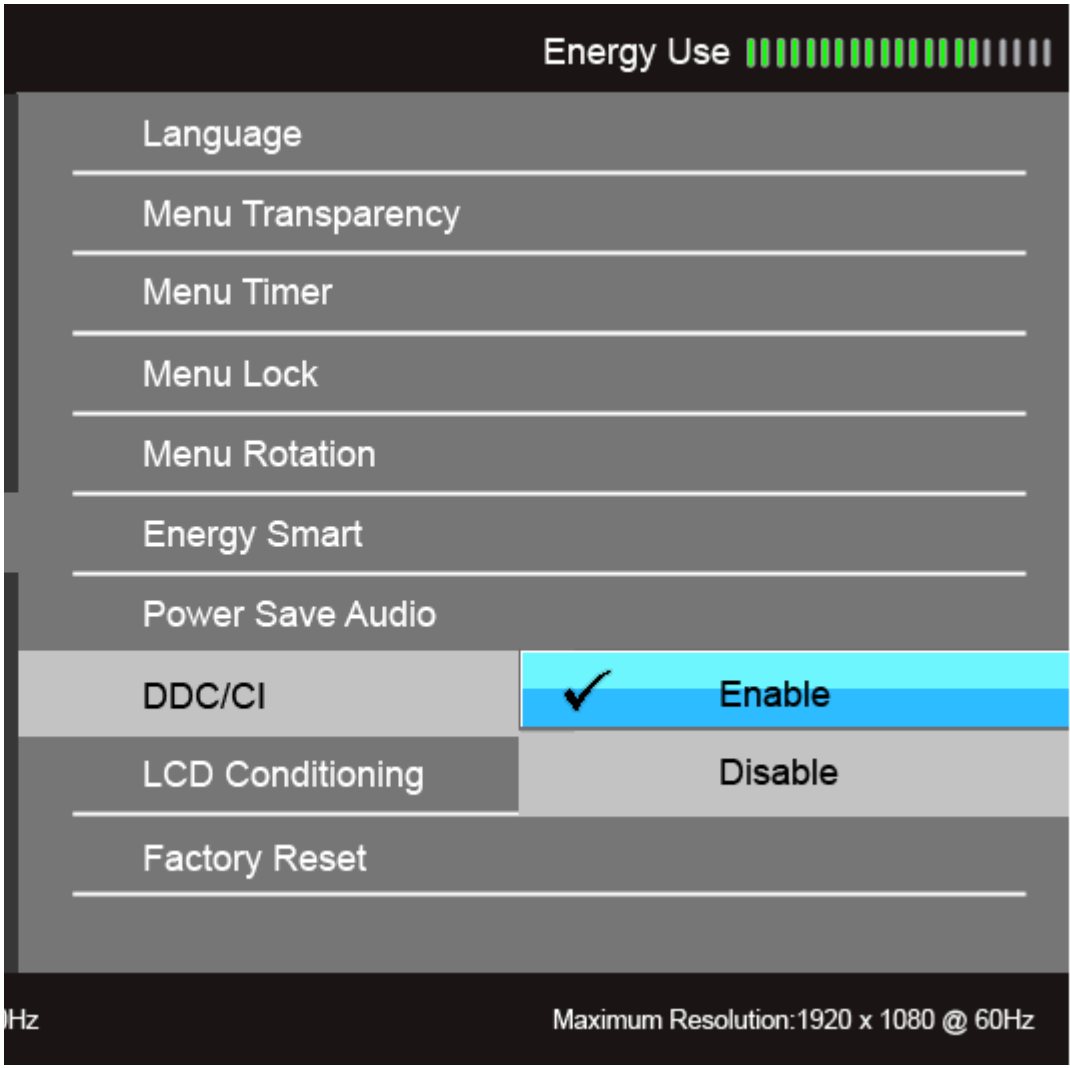 Energy Use
Language
Menu Transparency
Menu Timer
Menu Lock
Menu Rotation
Energy Smart
Power Save Audio
DDC/CI
Enable
LCD Conditioning
Disable
Factory Reset
Hz
Maximum Resolution:1920 x 1080 @ 60Hz